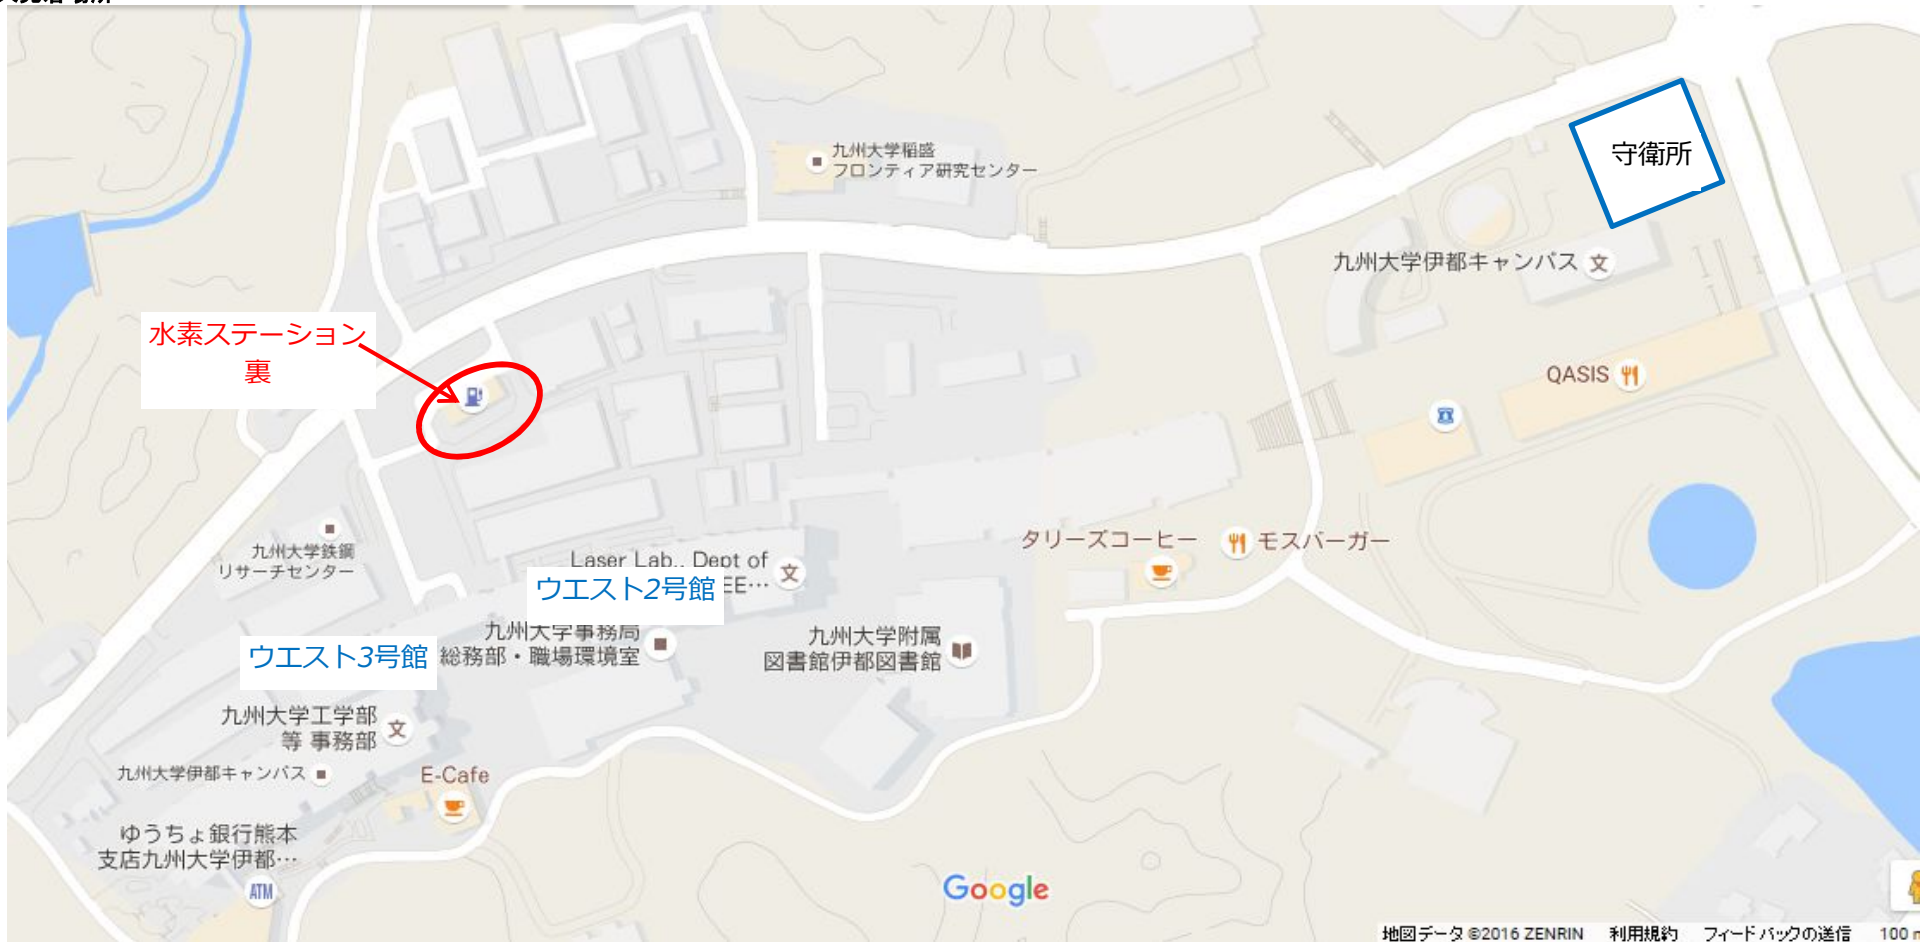 九州大学稲盛
フロンティア研究センター
守衛所
九州大学伊都キャンパス
文
水素ステーション
裏
QASIS
九州大学鉄鋼
リサーチセンター
Laser Lab., Dept of
EE…
文
ウエスト2号館
タリーズコーヒー
モスバーガー
九州大学事務局
総務部・職場環境室
ウエスト3号館
九州大学附属
図書館伊都図書館
九州大学工学部
等 事務部
文
九州大学伊都キャンパス
E-Cafe
ゆうちょ銀行熊本
支店九州大学伊都…
ATM
Google
地図データ ©2016 ZENRIN 利用規約 フィードバックの送信 100 m